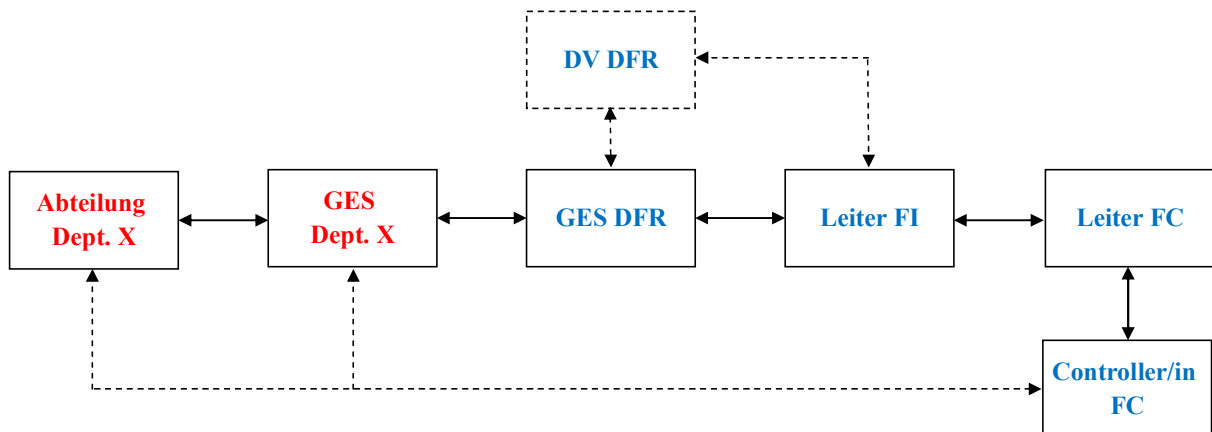 DV DFR
Abteilung
Dept. X
GES
Dept. X
GES DFR
Leiter FI
Leiter FC
Controller/in
FC